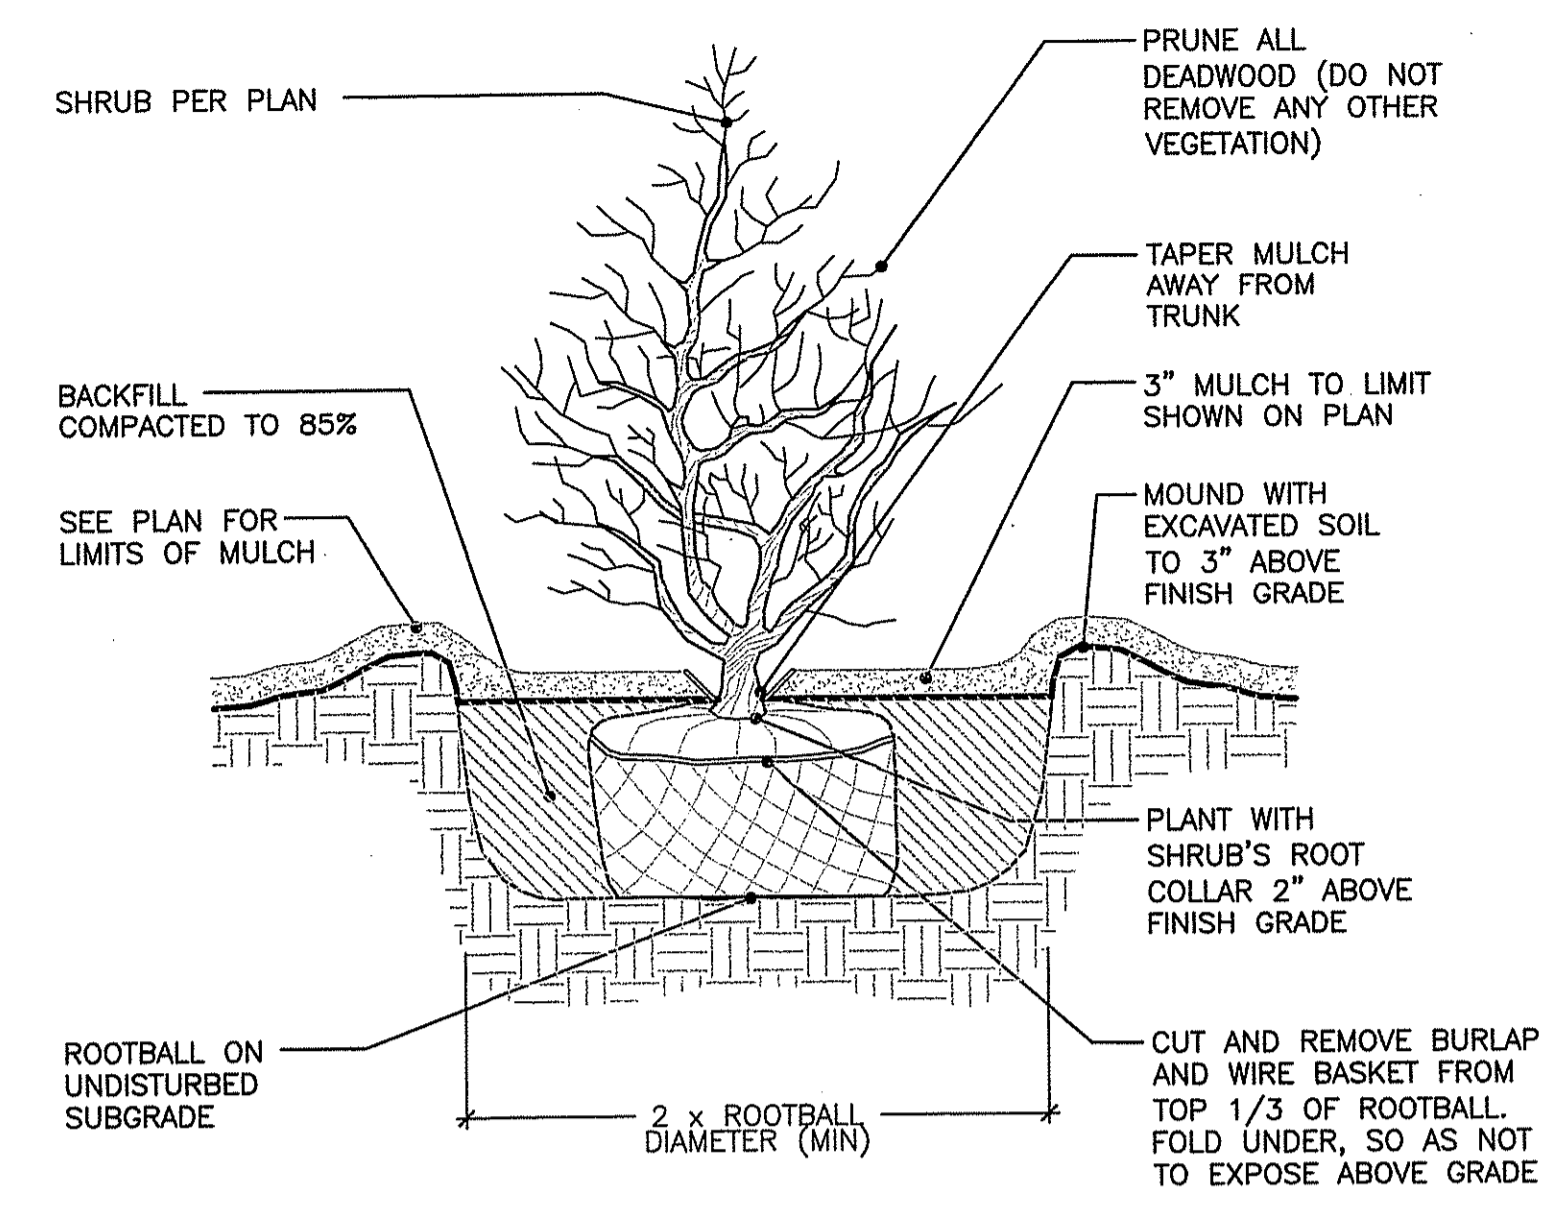 SHRUB PER PLAN
BACKFILL
COMPACTED TO 85%
SEE PLAN FOR
LIMITS OF MULCH
ROOTBALL ON
UNDISTURBED
SUBGRADE
2 x ROOTBALL
DIAMETER (MIN)
PRUNE ALL
DEADWOOD (DO NOT
REMOVE ANY OTHER
VEGETATION)
TAPER MULCH
AWAY FROM
TRUNK
3" MULCH TO LIMIT
SHOWN ON PLAN
MOUND WITH
EXCAVATED SOIL
TO 3" ABOVE
FINISH GRADE
PLANT WITH
SHRUB'S ROOT
COLLAR 2" ABOVE
FINISH GRADE
CUT AND REMOVE BURLAP
AND WIRE BASKET FROM
TOP 1/3 OF ROOTBALL.
FOLD UNDER, SO AS NOT
TO EXPOSE ABOVE GRADE